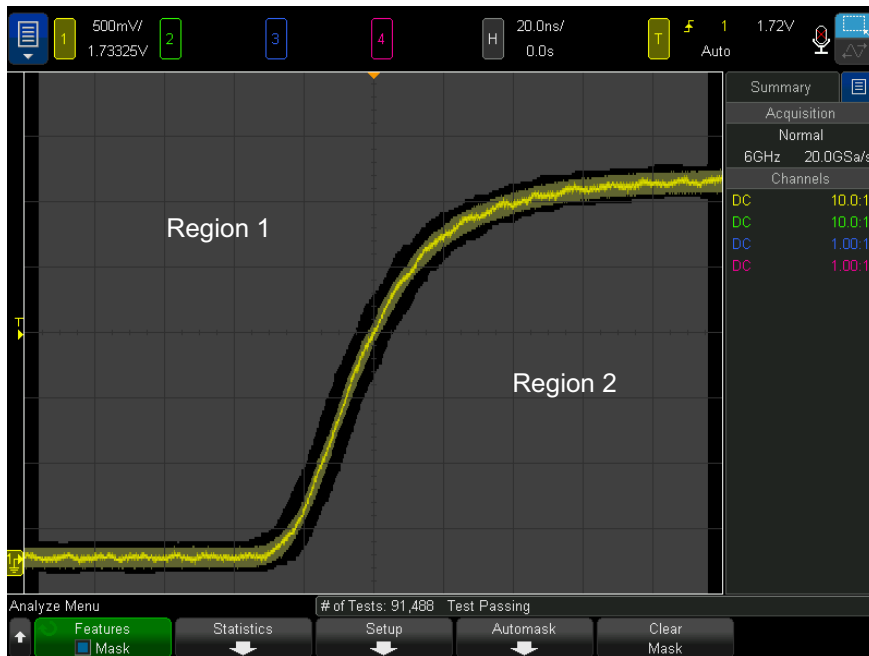 1 500mV/ 2 3 4 H 20.0ns/ T 1 1.72V
1.73325V 0.0s Auto
Summary
Acquisition
Normal
6GHz 20.0GSa/s
Channels
DC 10.0:1
DC 10.0:1
DC 1.00:1
DC 1.00:1
Region 1
T
Region 2
1
Analyze Menu # of Tests: 91,488 Test Passing
Features Statistics Setup Automask Clear
Mask Mask